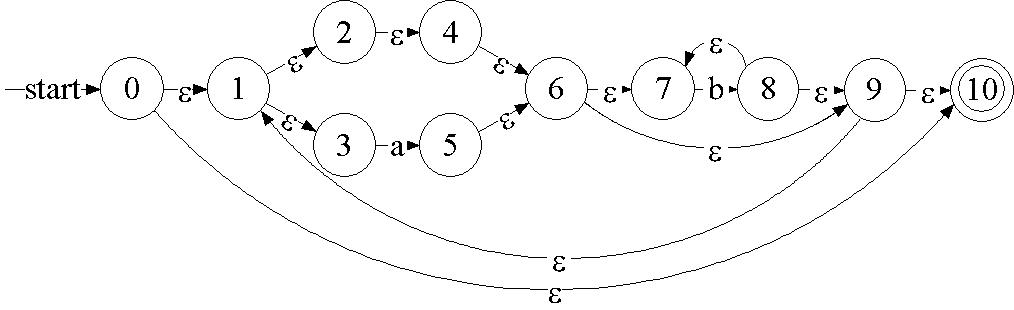 2 ε 4 ε
start 0 ε 1 ε ε 6 ε 7 b 8 ε 9 ε 10
ε 3 a 5 ε
ε
ε
ε